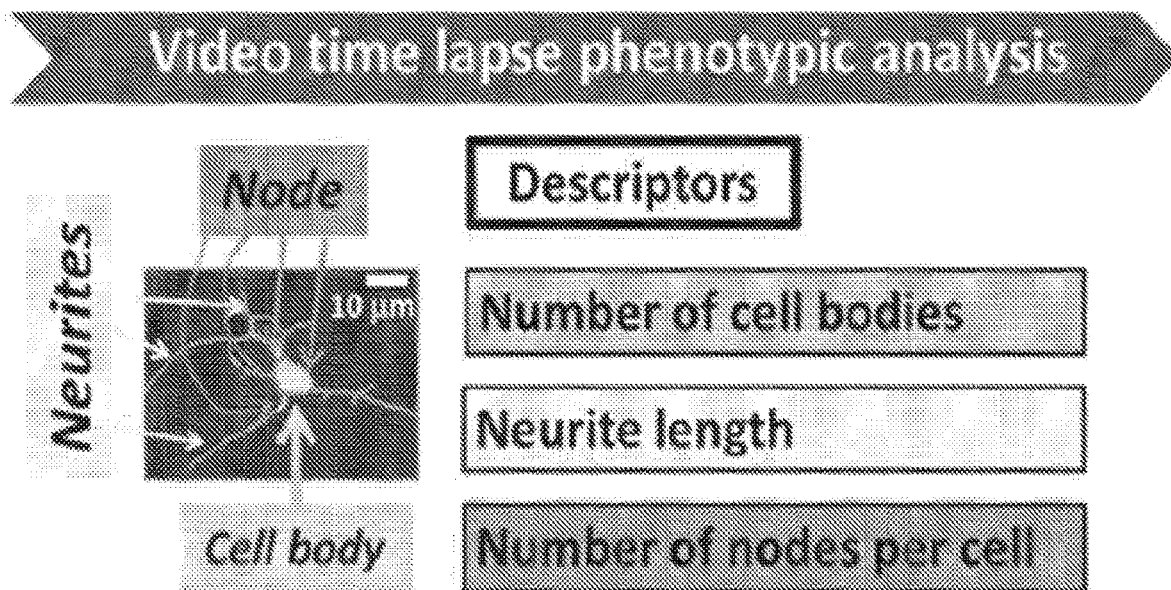 Video time lapse phenotypic analysis
Node
Descriptors
Neurites
10 µm
Number of cell bodies
Neurite length
Cell body
Number of nodes per cell